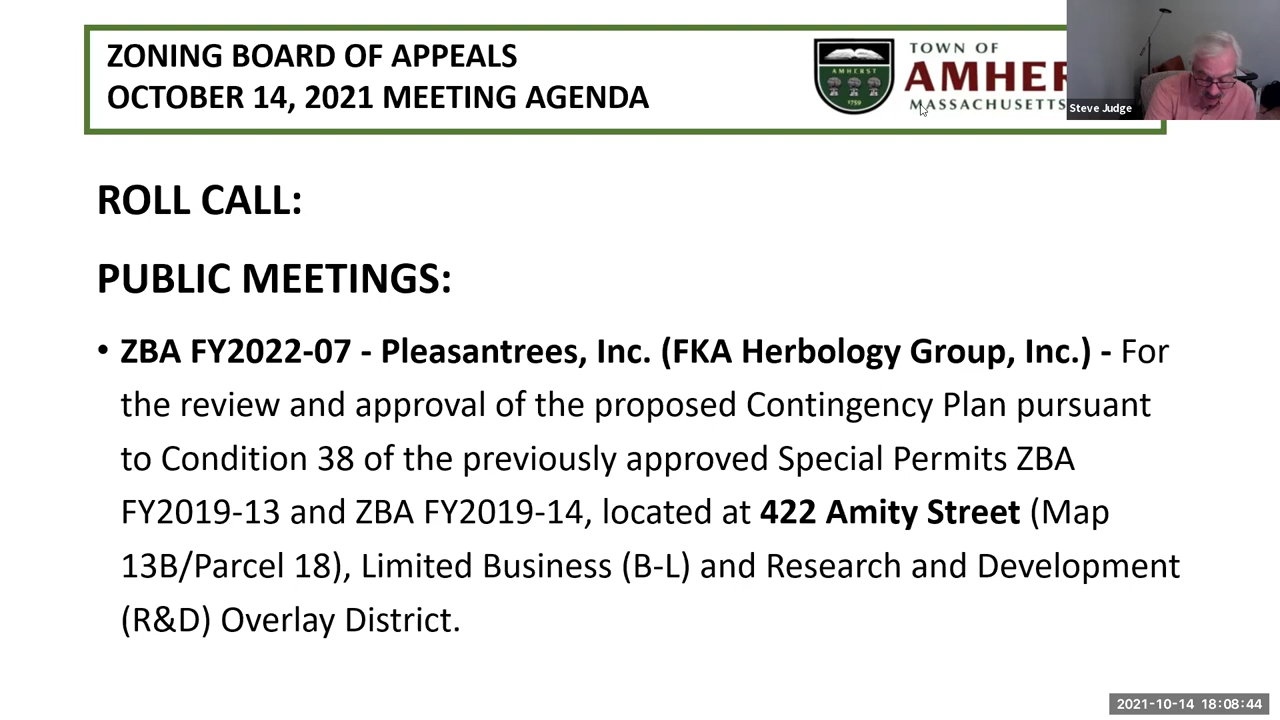 ZONING BOARD OF APPEALS
OCTOBER 14, 2021 MEETING AGENDA
AMHERST
1759
TOWN OF
AMHER
MASSACHUSETTS
Steve Judge
ROLL CALL:
PUBLIC MEETINGS:
• ZBA FY2022-07 - Pleasantrees, Inc. (FKA Herbology Group, Inc.) - For
the review and approval of the proposed Contingency Plan pursuant
to Condition 38 of the previously approved Special Permits ZBA
FY2019-13 and ZBA FY2019-14, located at 422 Amity Street (Map
13B/Parcel 18), Limited Business (B-L) and Research and Development
(R&D) Overlay District.
2021-10-14 18:08:44